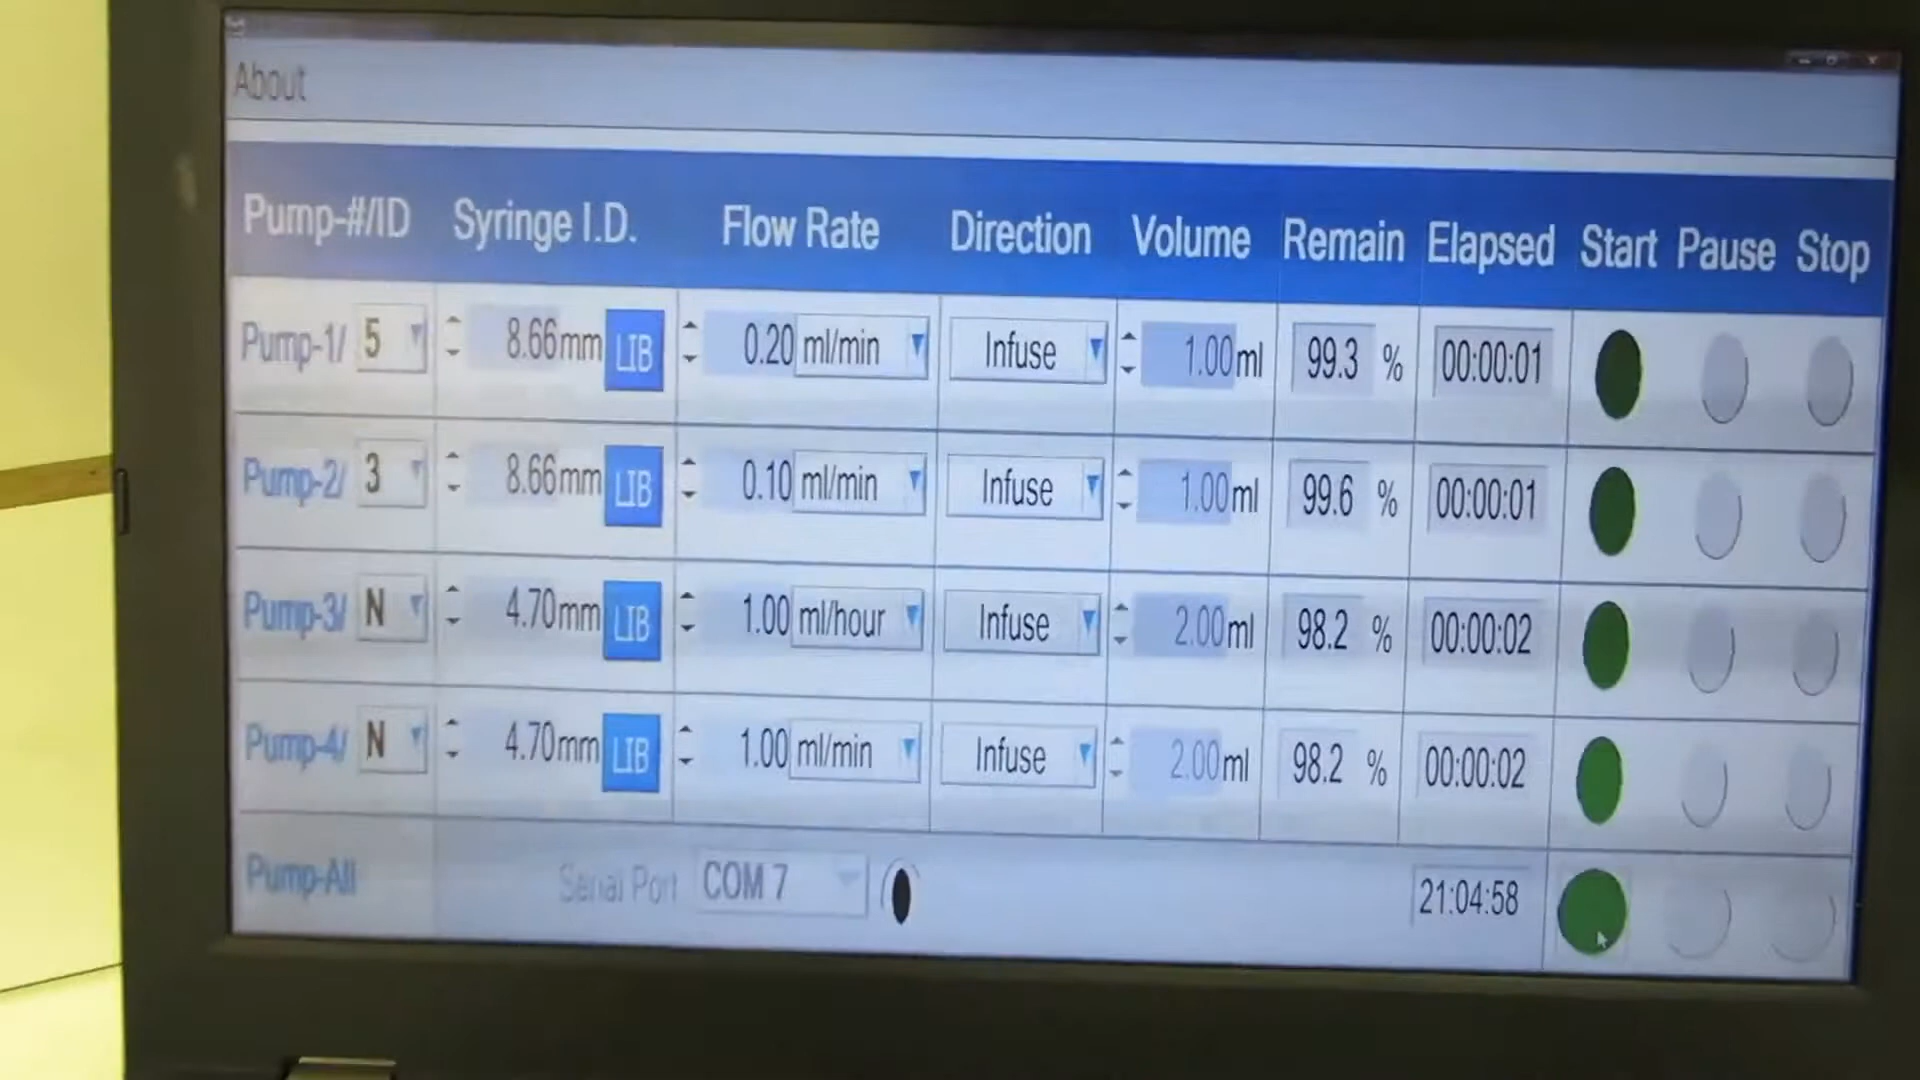 About
Pump-#/ID Syringe I.D. Flow Rate Direction Volume Remain Elapsed Start Pause Stop
Pump-1/ 5 8.66mm LIB 0.20 ml/min Infuse 1.00ml 99.3 % 00:00:01
Pump-2/ 3 8.66mm LIB 0.10 ml/min Infuse 1.00ml 99.6 % 00:00:01
Pump-3/ N 4.70mm LIB 1.00 ml/hour Infuse 2.00ml 98.2 % 00:00:02
Pump-4/ N 4.70mm LIB 1.00 ml/min Infuse 2.00ml 98.2 % 00:00:02
Pump-All Serial Port COM 7 21:04:58